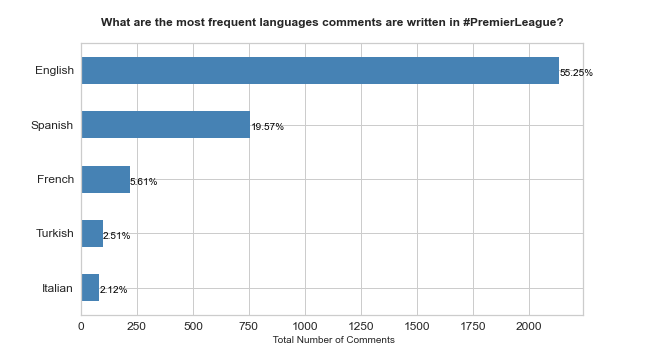 What are the most frequent languages comments are written in #PremierLeague?
English
55.25%
Spanish
19.57%
French
5.61%
Turkish
2.51%
Italian
2.12%
0 250 500 750 1000 1250 1500 1750 2000
Total Number of Comments